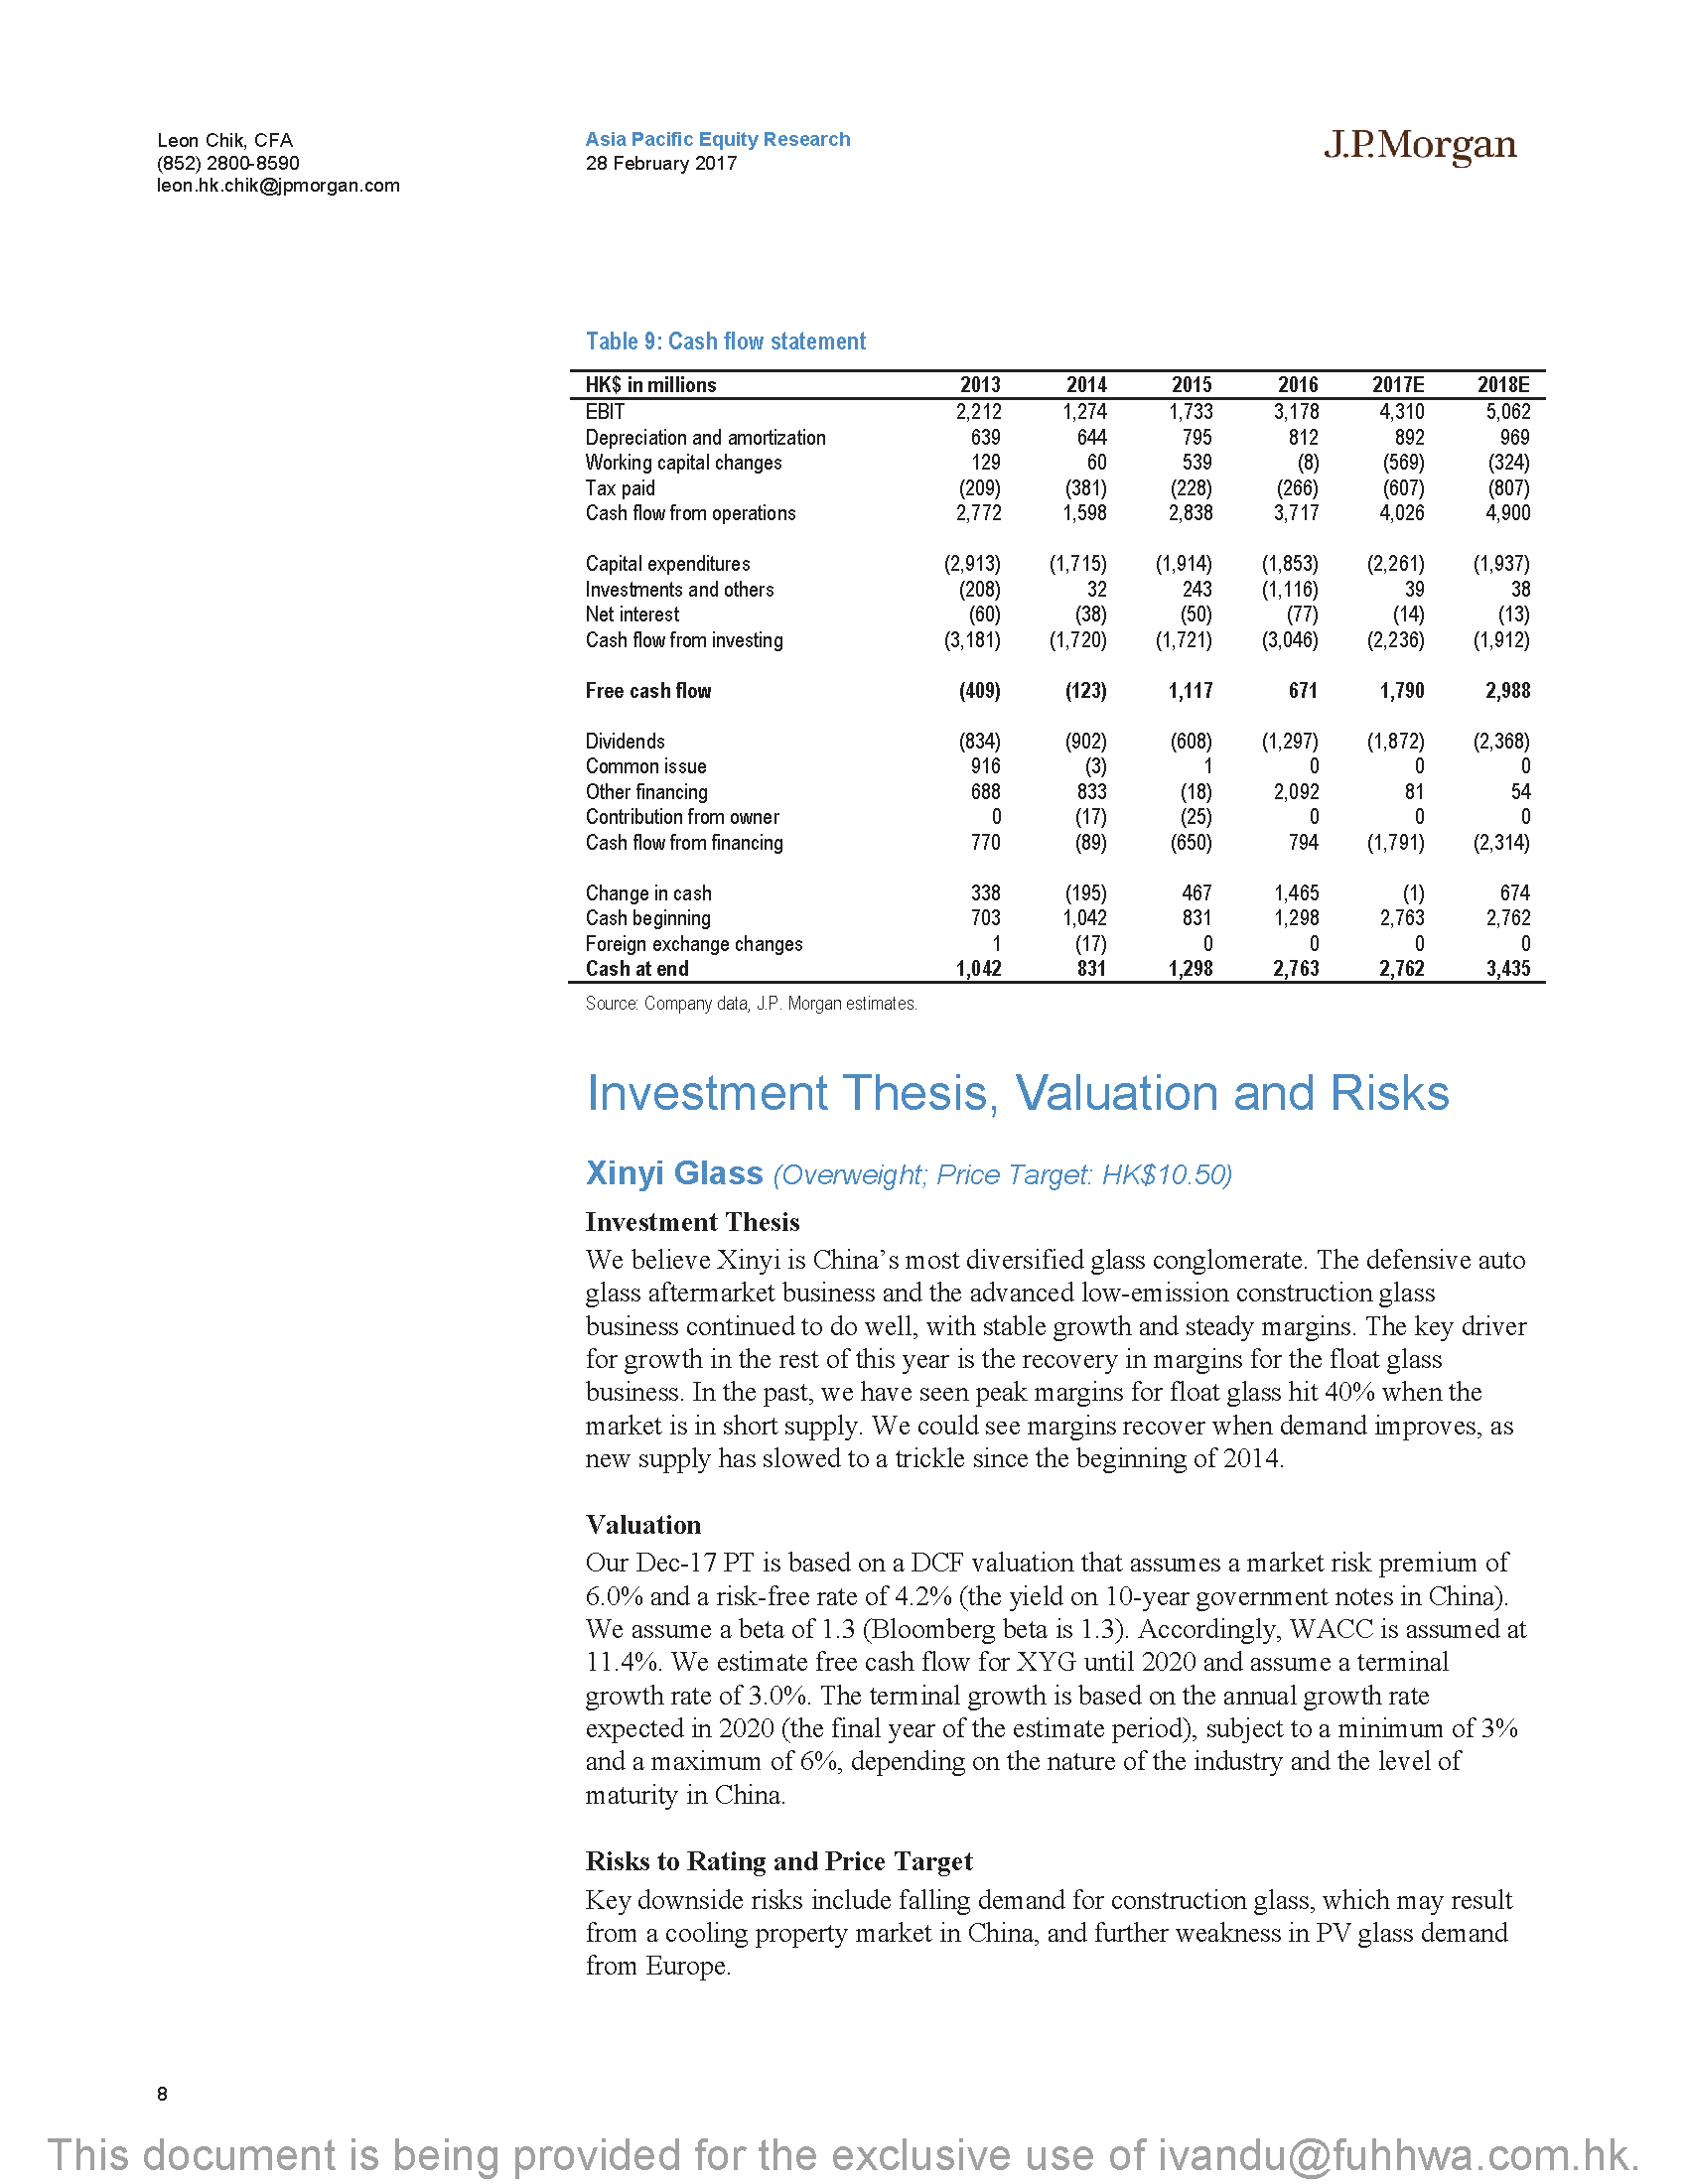 Leon Chik, CFA
(852) 2800-8590
leon.hk.chik@jpmorgan.com
Asia Pacific Equity Research
28 February 2017
J.P.Morgan
Table 9: Cash flow statement
HK$ in millions 2013 2014 2015 2016 2017E 2018E
EBIT 2,212 1,274 1,733 3,178 4,310 5,062
Depreciation and amortization 639 644 795 812 892 969
Working capital changes 129 60 539 (8) (569) (324)
Tax paid (209) (381) (228) (266) (607) (807)
Cash flow from operations 2,772 1,598 2,838 3,717 4,026 4,900
Capital expenditures (2,913) (1,715) (1,914) (1,853) (2,261) (1,937)
Investments and others (208) 32 243 (1,116) 39 38
Net interest (60) (38) (50) (77) (14) (13)
Cash flow from investing (3,181) (1,720) (1,721) (3,046) (2,236) (1,912)
Free cash flow (409) (123) 1,117 671 1,790 2,988
Dividends (834) (902) (608) (1,297) (1,872) (2,368)
Common issue 916 (3) 1 0 0 0
Other financing 688 833 (18) 2,092 81 54
Contribution from owner 0 (17) (25) 0 0 0
Cash flow from financing 770 (89) (650) 794 (1,791) (2,314)
Change in cash 338 (195) 467 1,465 (1) 674
Cash beginning 703 1,042 831 1,298 2,763 2,762
Foreign exchange changes 1 (17) 0 0 0 0
Cash at end 1,042 831 1,298 2,763 2,762 3,435
Source: Company data, J.P. Morgan estimates.
Investment Thesis, Valuation and Risks
Xinyi Glass (Overweight; Price Target: HK$10.50)
Investment Thesis
We believe Xinyi is China's most diversified glass conglomerate. The defensive auto
glass aftermarket business and the advanced low-emission construction glass
business continued to do well, with stable growth and steady margins. The key driver
for growth in the rest of this year is the recovery in margins for the float glass
business. In the past, we have seen peak margins for float glass hit 40% when the
market is in short supply. We could see margins recover when demand improves, as
new supply has slowed to a trickle since the beginning of 2014.
Valuation
Our Dec-17 PT is based on a DCF valuation that assumes a market risk premium of
6.0% and a risk-free rate of 4.2% (the yield on 10-year government notes in China).
We assume a beta of 1.3 (Bloomberg beta is 1.3). Accordingly, WACC is assumed at
11.4%. We estimate free cash flow for XYG until 2020 and assume a terminal
growth rate of 3.0%. The terminal growth is based on the annual growth rate
expected in 2020 (the final year of the estimate period), subject to a minimum of 3%
and a maximum of 6%, depending on the nature of the industry and the level of
maturity in China.
Risks to Rating and Price Target
Key downside risks include falling demand for construction glass, which may result
from a cooling property market in China, and further weakness in PV glass demand
from Europe.
8
This document is being provided for the exclusive use of ivandu@fuhhwa.com.hk.